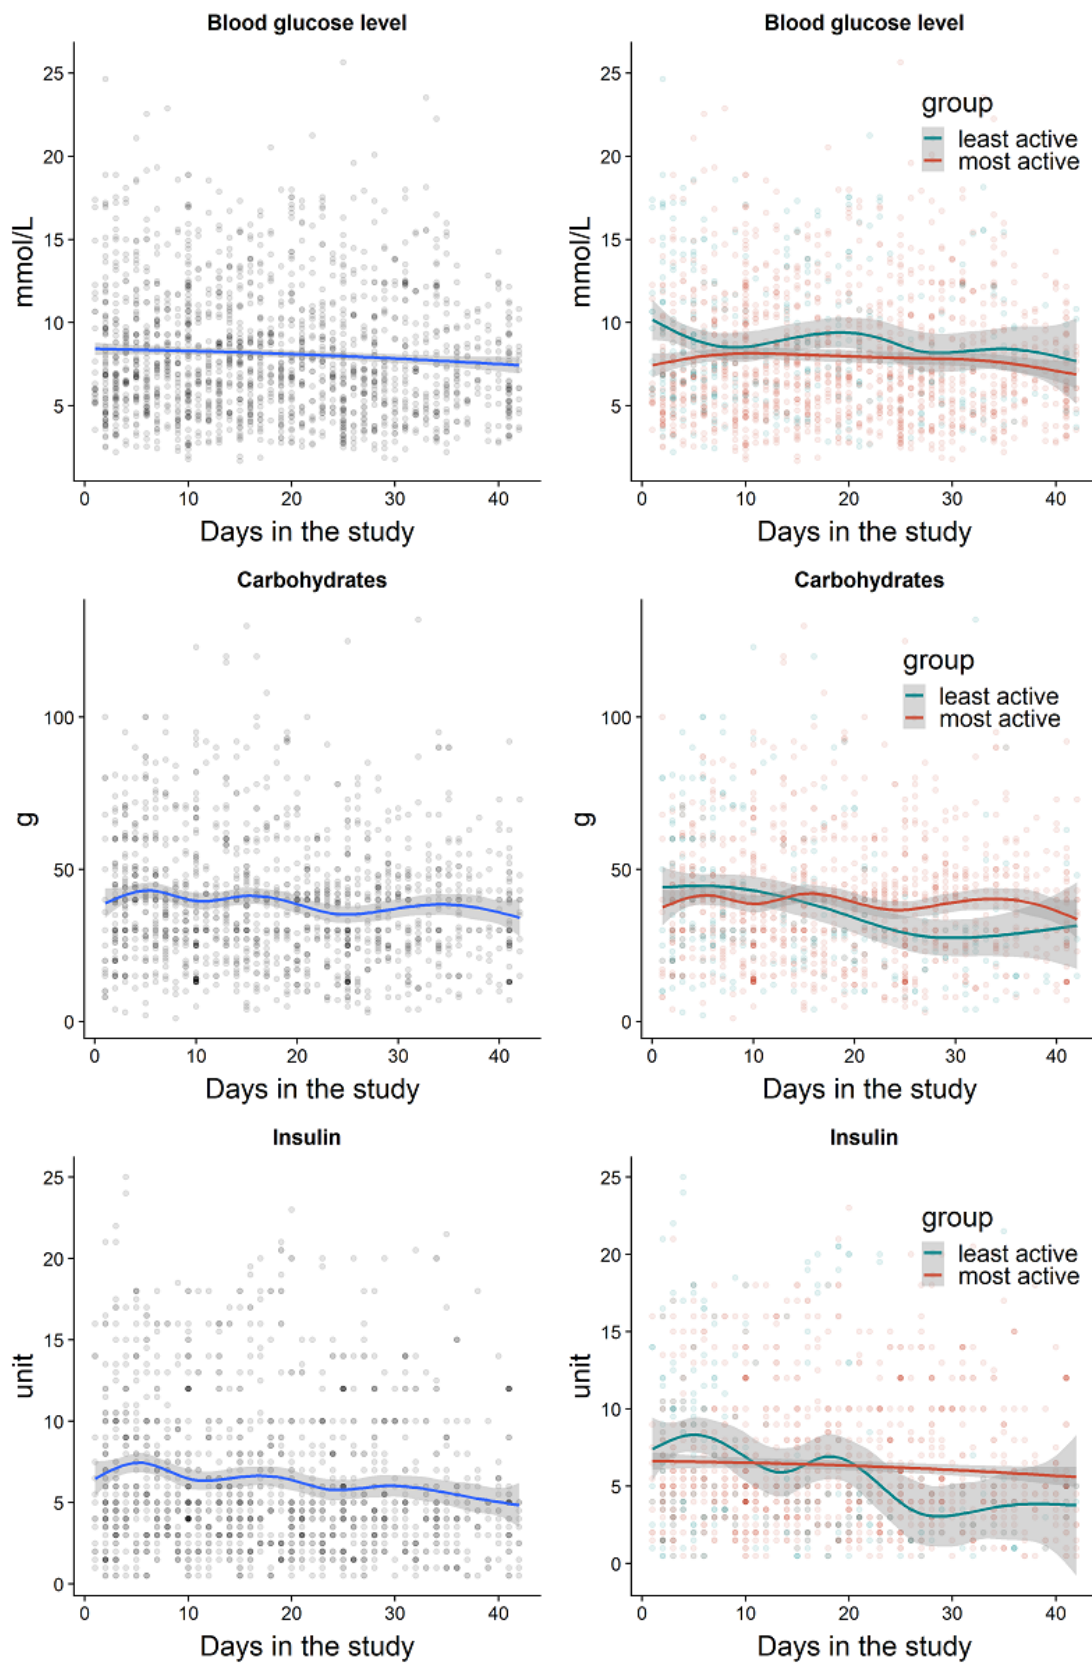 Blood glucose level
25
20
15
10
5
mmol/L
0 10 20 30 40
Days in the study
Blood glucose level
group
least active
most active
25
20
15
10
5
mmol/L
0 10 20 30 40
Days in the study
Carbohydrates
100
50
0
g
0 10 20 30 40
Days in the study
Carbohydrates
group
least active
most active
100
50
0
g
0 10 20 30 40
Days in the study
Insulin
25
20
15
10
5
0
unit
0 10 20 30 40
Days in the study
Insulin
group
least active
most active
25
20
15
10
5
0
unit
0 10 20 30 40
Days in the study